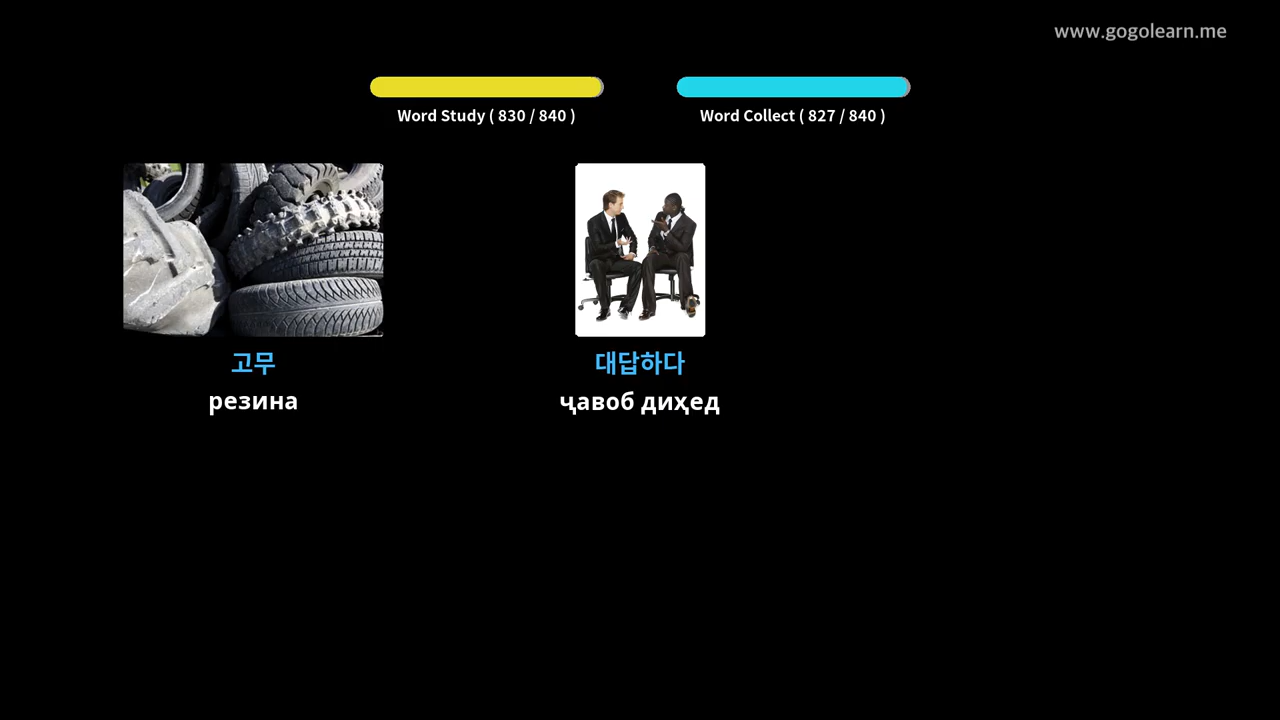 www.gogolearn.me
Word Study ( 830 / 840 )
Word Collect ( 827 / 840 )
고무
резина
대답하다
ҷавоб диҳед